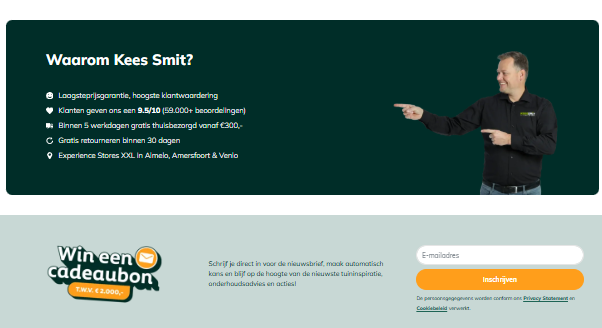 Waarom Kees Smit?
Laagsteprijsgarantie, hoogste klantwaardering
Klanten geven ons een 9.5/10 (59.000+ beoordelingen)
Binnen 5 werkdagen gratis thuisbezorgd vanaf €300,-
Gratis retourneren binnen 30 dagen
Experience Stores XXL in Almelo, Amersfoort & Venlo
Win een
cadeaubon
T.W.V. €2.000,-
Schrijf je direct in voor de nieuwsbrief, maak automatisch
kans en blijf op de hoogte van de nieuwste tuininspiratie,
onderhoudsadvies en acties!
E-mailadres
Inschrijven
De persoonsgegevens worden conform ons Privacy Statement en
Cookiebeleid verwerkt.